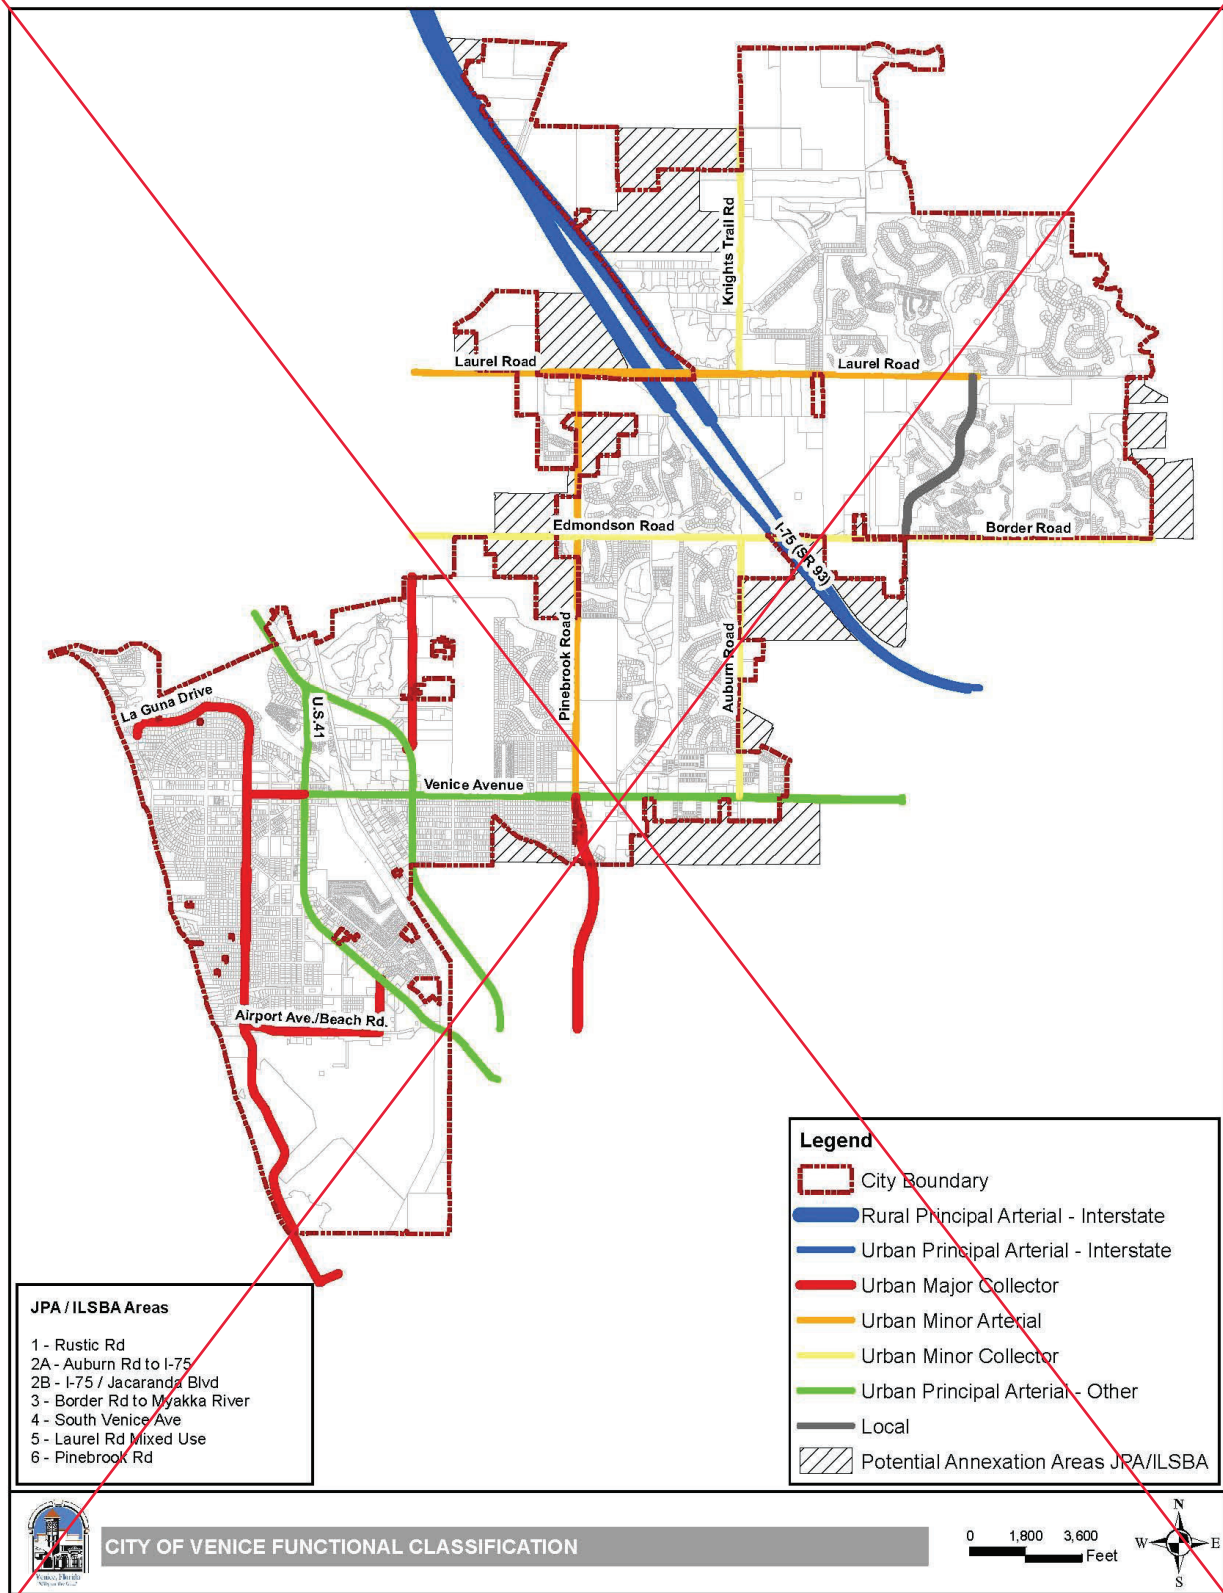 Knights Trail Rd
Laurel Road
Laurel Road
Edmondson Road
I-75 (SR 93)
Border Road
Pinebrook Road
Auburn Road
La Guna Drive
U.S.41
Venice Avenue
Airport Ave./Beach Rd.
Legend
City Boundary
Rural Principal Arterial - Interstate
Urban Principal Arterial - Interstate
Urban Major Collector
Urban Minor Arterial
Urban Minor Collector
Urban Principal Arterial - Other
Local
Potential Annexation Areas JPA/ILSBA
JPA / ILSBA Areas
1 - Rustic Rd
2A - Auburn Rd to I-75
2B - I-75 / Jacaranda Blvd
3 - Border Rd to Myakka River
4 - South Venice Ave
5 - Laurel Rd Mixed Use
6 - Pinebrook Rd
Venice, Florida
CITY OF VENICE FUNCTIONAL CLASSIFICATION
0 1,800 3,600
Feet
N
W E
S